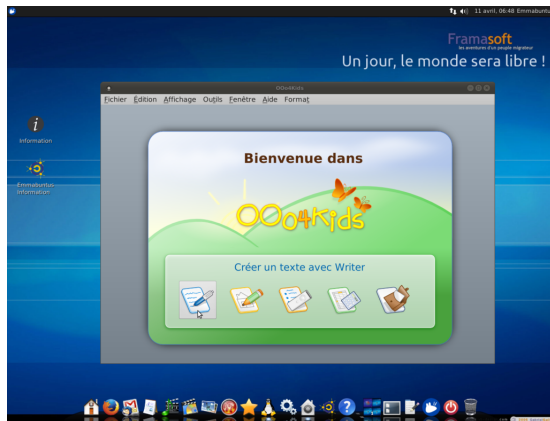 11 avril, 06:48 Emmabuntu
Framasoft
les aventures d'un peuple migrateur
Un jour, le monde sera libre !
OOo4Kids
Fichier Édition Affichage Outils Fenêtre Aide Format
Information
Emmabuntüs
Information
Bienvenue dans
OOo4Kids
Créer un texte avec Writer